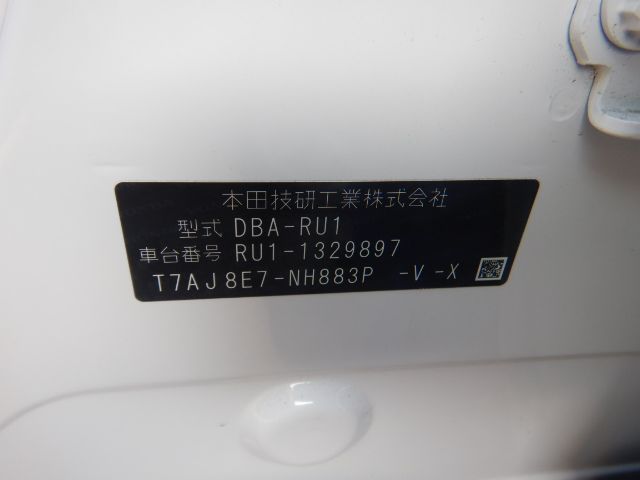 本田技研工業株式会社
型式 DBA-RU1
車台番号 RU1-1329897
T7AJ8E7-NH883P -V -X